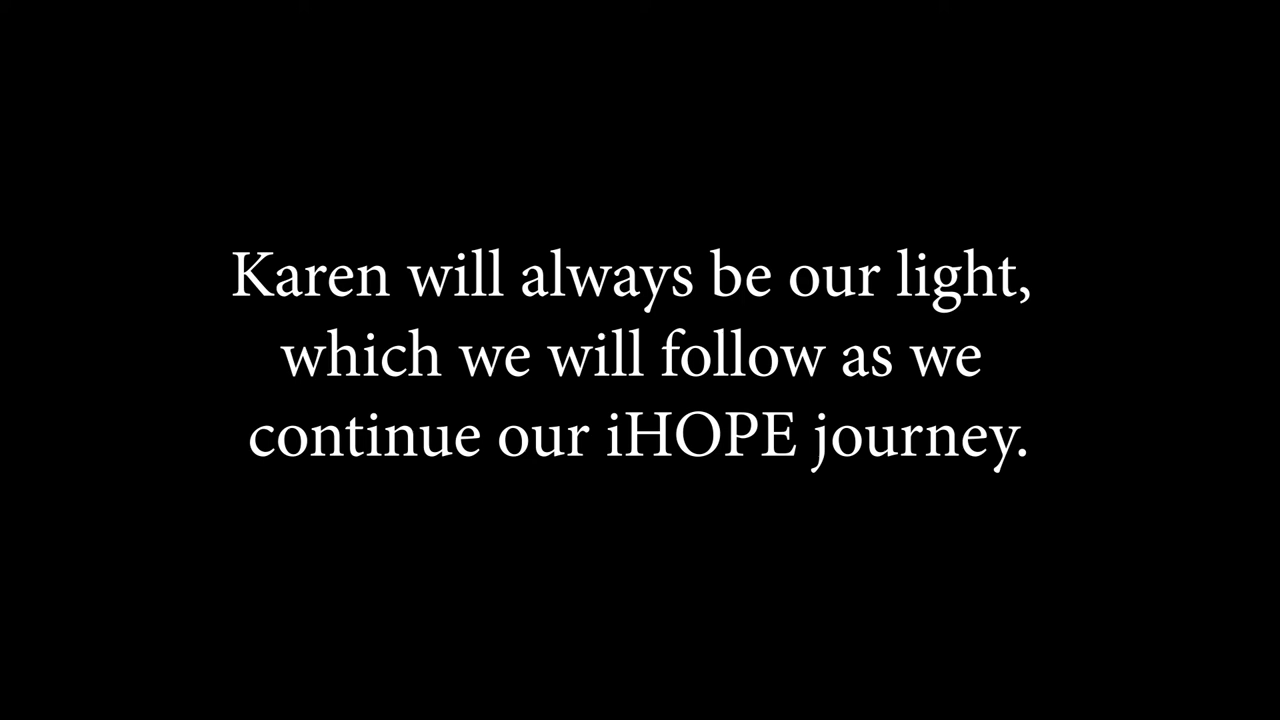 Karen will always be our light,
which we will follow as we
continue our iHOPE journey.